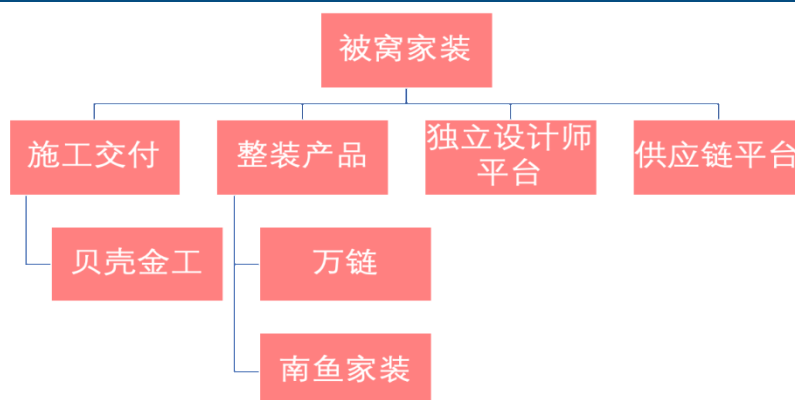 被窝家装
施工交付
整装产品
独立设计师
平台
供应链平台
贝壳金工
万链
南鱼家装